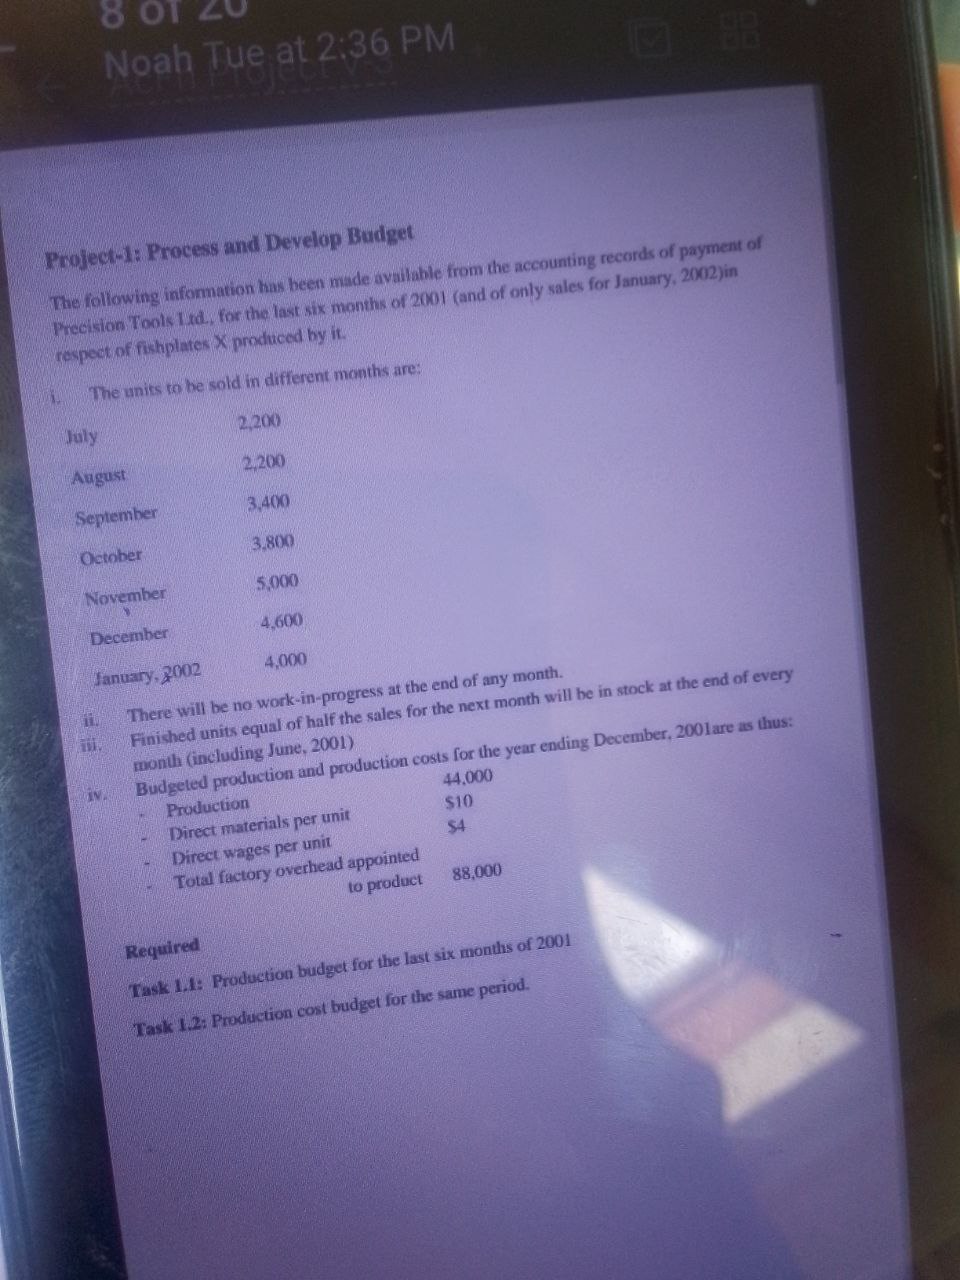 8 of 20
Noah Tue at 2:36 PM
Project-1: Process and Develop Budget
The following information has been made available from the accounting records of payment of
Precision Tools Ltd., for the last six months of 2001 (and of only sales for January, 2002)in
respect of fishplates X produced by it.
i. The units to be sold in different months are:
July 2,200
August 2,200
September 3,400
October 3,800
November 5,000
December 4,600
January, 2002 4,000
ii. There will be no work-in-progress at the end of any month.
iii. Finished units equal of half the sales for the next month will be in stock at the end of every
month (including June, 2001)
iv. Budgeted production and production costs for the year ending December, 2001are as thus:
- Production 44,000
- Direct materials per unit $10
- Direct wages per unit $4
- Total factory overhead appointed
to product 88,000
Required
Task 1.1: Production budget for the last six months of 2001
Task 1.2: Production cost budget for the same period.